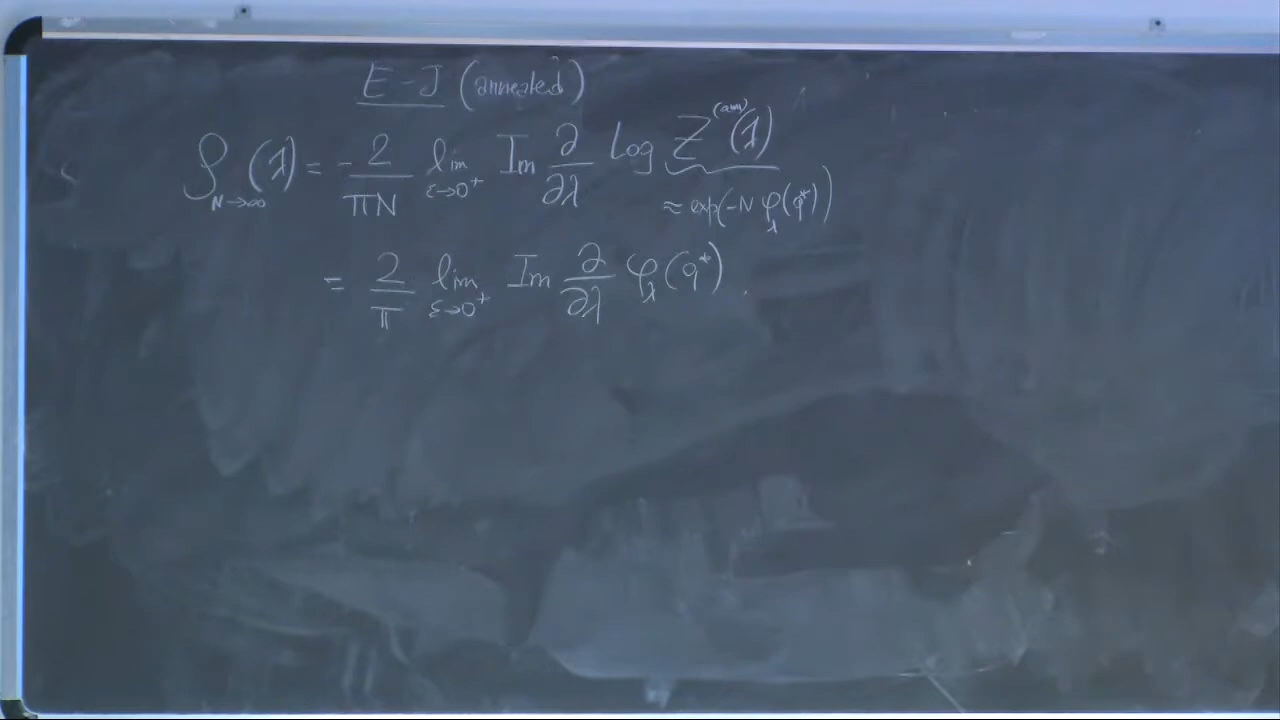 E-J (annealed)
ρ_{N→∞}(λ) = -2/πN lim_{ε→0⁺} Im ∂/∂λ Log Z^{(ann)}(λ)
≈ exp(-N φ_λ(q*))
= 2/π lim_{ε→0⁺} Im ∂/∂λ φ_λ(q*).